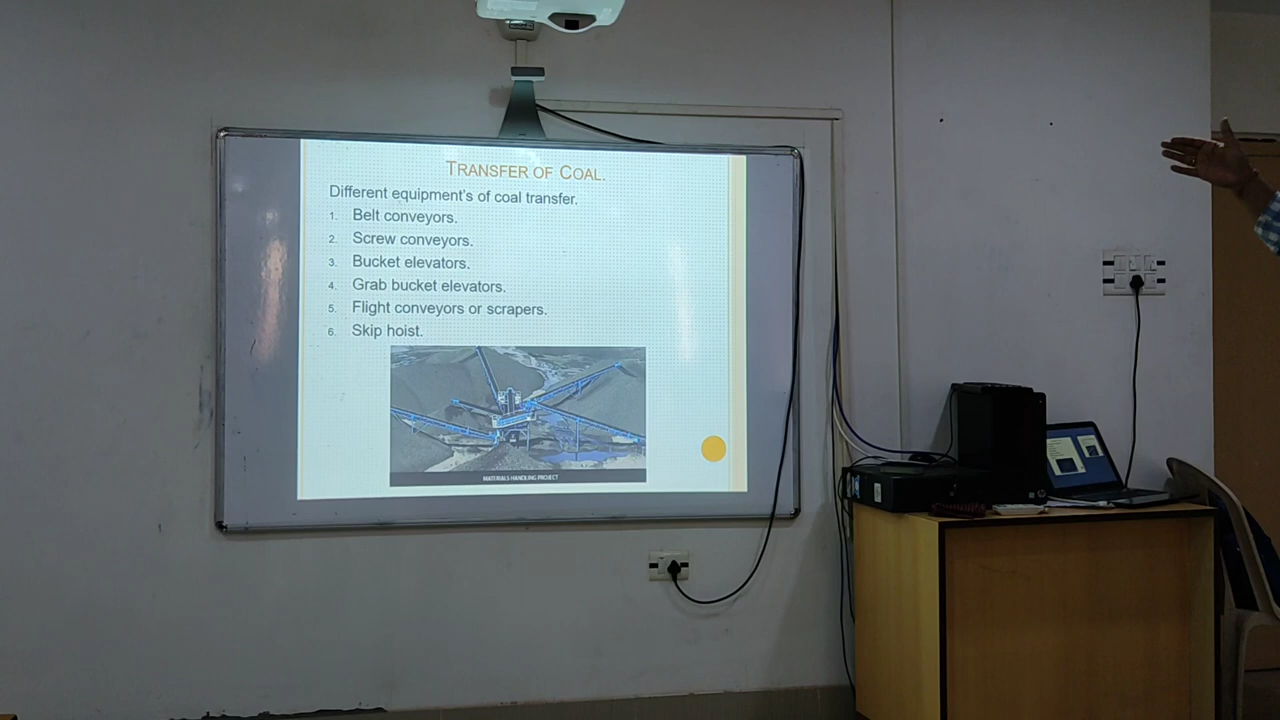 TRANSFER OF COAL.
Different equipment's of coal transfer.
1. Belt conveyors.
2. Screw conveyors.
3. Bucket elevators.
4. Grab bucket elevators.
5. Flight conveyors or scrapers.
6. Skip hoist.
MATERIALS HANDLING PROJECT